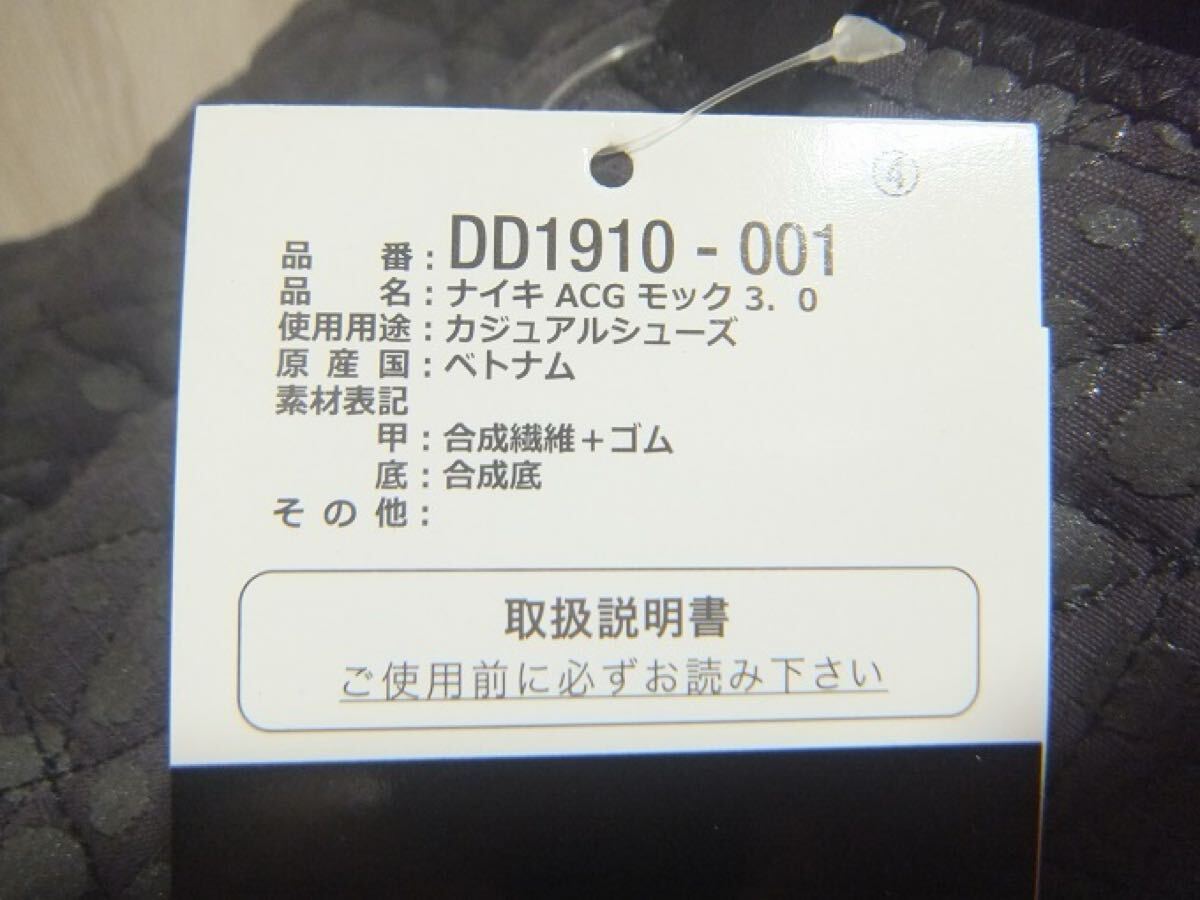 ④
品番:DD1910-001
品名:ナイキ ACG モック 3.0
使用用途:カジュアルシューズ
原産国:ベトナム
素材表記
甲:合成繊維+ゴム
底:合成底
その他:
取扱説明書
ご使用前に必ずお読み下さい